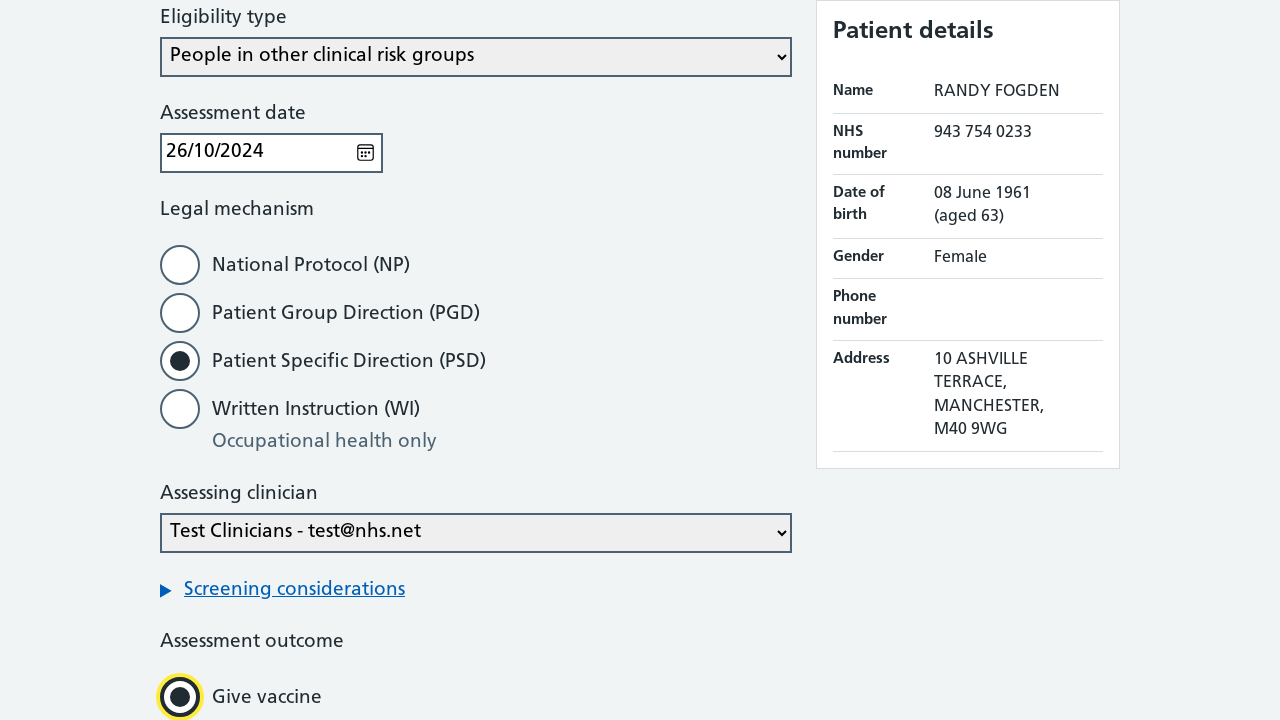 Eligibility type
People in other clinical risk groups
Assessment date
26/10/2024
Legal mechanism
National Protocol (NP)
Patient Group Direction (PGD)
Patient Specific Direction (PSD)
Written Instruction (WI)
Occupational health only
Assessing clinician
Test Clinicians - test@nhs.net
Screening considerations
Assessment outcome
Give vaccine
Patient details
Name RANDY FOGDEN
NHS number 943 754 0233
Date of birth 08 June 1961
(aged 63)
Gender Female
Phone number
Address 10 ASHVILLE
TERRACE,
MANCHESTER,
M40 9WG